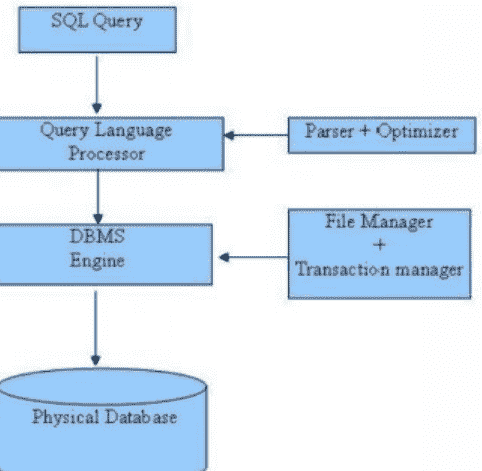 SQL Query
Query Language
Processor
Parser + Optimizer
DBMS
Engine
File Manager
+
Transaction manager
Physical Database